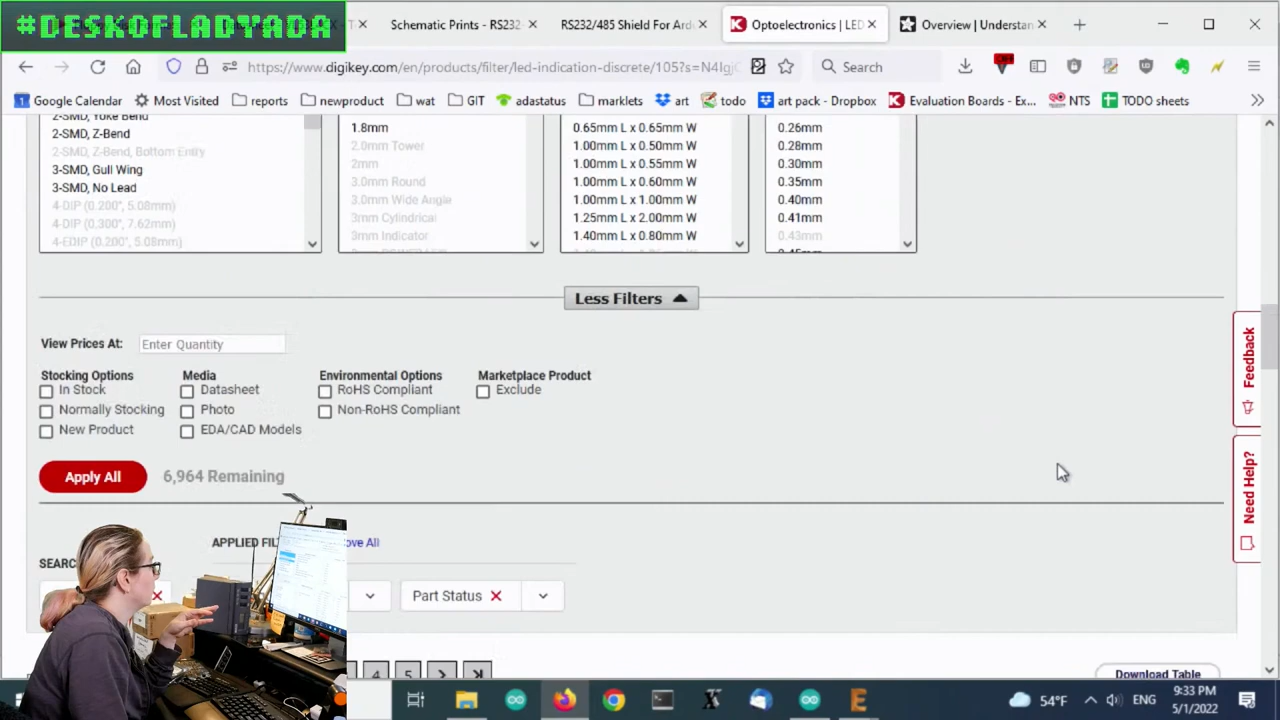 #DESKOFLADYADA
Schematic Prints - RS232
RS232/485 Shield For Ard
Optoelectronics | LED
Overview | Understan
https://www.digikey.com/en/products/filter/led-indication-discrete/105?s=N4IgjC
Search
Google Calendar
Most Visited
reports
newproduct
wat
GIT
adastatus
marklets
art
todo
art pack - Dropbox
Evaluation Boards - Ex...
NTS
TODO sheets
2-SMD, Yoke Bend
2-SMD, Z-Bend
2-SMD, Z-Bend, Bottom Entry
3-SMD, Gull Wing
3-SMD, No Lead
4-DIP (0.200", 5.08mm)
4-DIP (0.300", 7.62mm)
4-EDIP (0.200", 5.08mm)
1.8mm
2.0mm Tower
2mm
3.0mm Round
3.0mm Wide Angle
3mm Cylindrical
3mm Indicator
0.65mm L x 0.65mm W
1.00mm L x 0.50mm W
1.00mm L x 0.55mm W
1.00mm L x 0.60mm W
1.00mm L x 1.00mm W
1.25mm L x 2.00mm W
1.40mm L x 0.80mm W
0.26mm
0.28mm
0.30mm
0.35mm
0.40mm
0.41mm
0.43mm
0.45mm
Less Filters
View Prices At:
Enter Quantity
Stocking Options
In Stock
Normally Stocking
New Product
Media
Datasheet
Photo
EDA/CAD Models
Environmental Options
RoHS Compliant
Non-RoHS Compliant
Marketplace Product
Exclude
Apply All
6,964 Remaining
Feedback
Need Help?
APPLIED FIL
ove All
SEARC
Part Status
4
5
Download Table
54°F
ENG
9:33 PM
5/1/2022